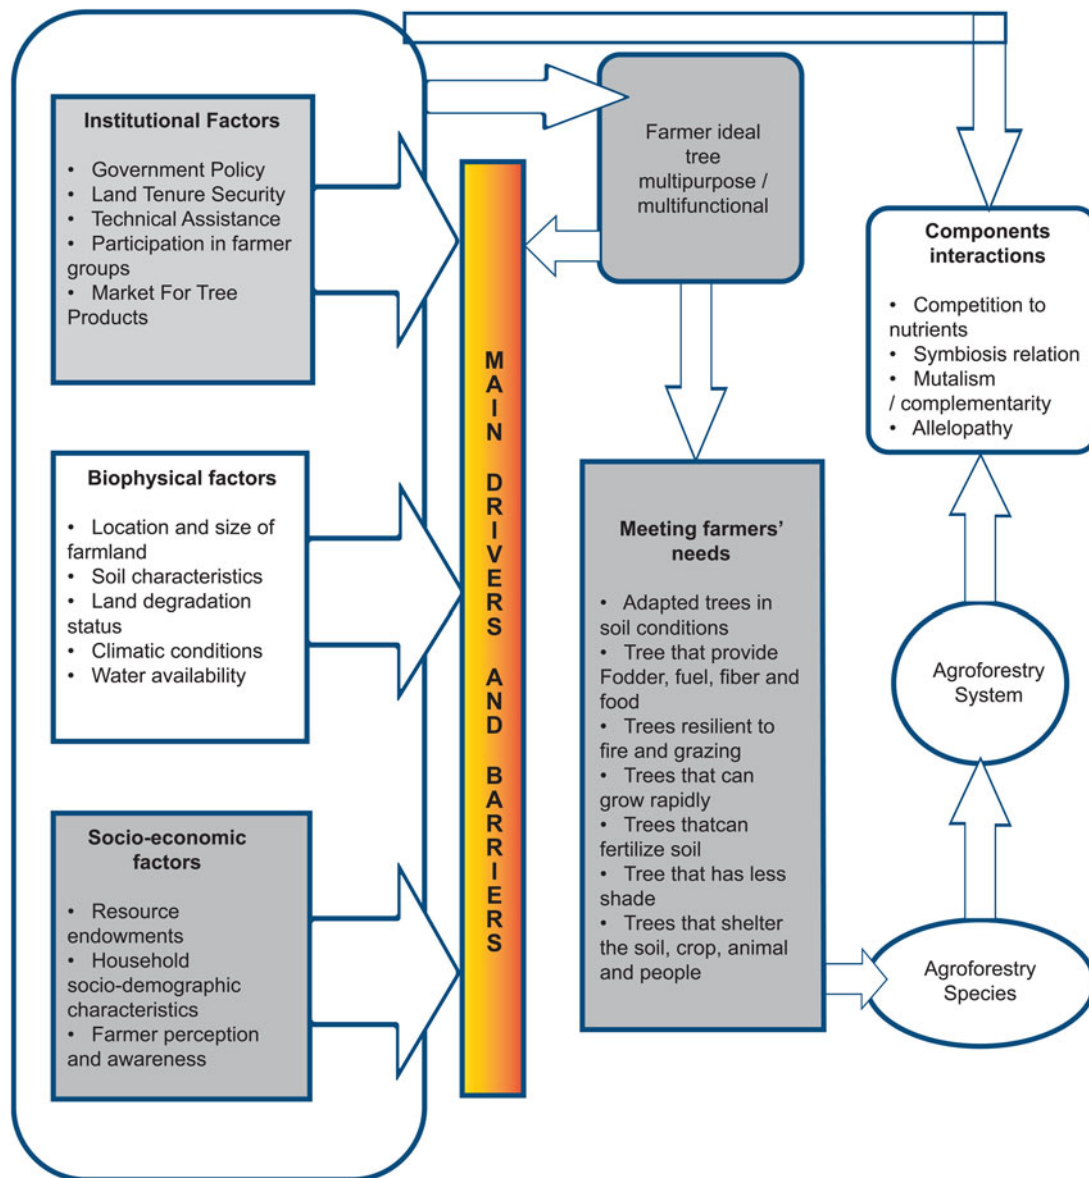 Institutional Factors
• Government Policy
• Land Tenure Security
• Technical Assistance
• Participation in farmer
groups
• Market For Tree
Products
Biophysical factors
• Location and size of
farmland
• Soil characteristics
• Land degradation
status
• Climatic conditions
• Water availability
Socio-economic
factors
• Resource
endowments
• Household
socio-demographic
characteristics
• Farmer perception
and awareness
MAIN DRIVERS AND BARRIERS
Farmer ideal
tree
multipurpose /
multifunctional
Meeting farmers’
needs
• Adapted trees in
soil conditions
• Tree that provide
Fodder, fuel, fiber and
food
• Trees resilient to
fire and grazing
• Trees that can
grow rapidly
• Trees thatcan
fertilize soil
• Tree that has less
shade
• Trees that shelter
the soil, crop, animal
and people
Components
interactions
• Competition to
nutrients
• Symbiosis relation
• Mutalism
/ complementarity
• Allelopathy
Agroforestry
System
Agroforestry
Species